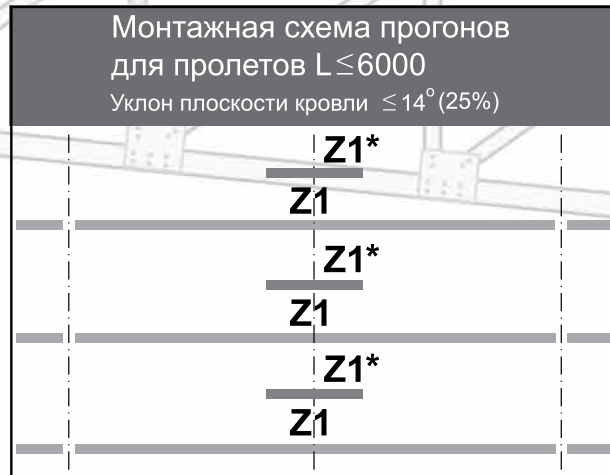 Монтажная схема прогонов
для пролетов L≤6000
Уклон плоскости кровли ≤14° (25%)
Z1*
Z1
Z1*
Z1
Z1*
Z1